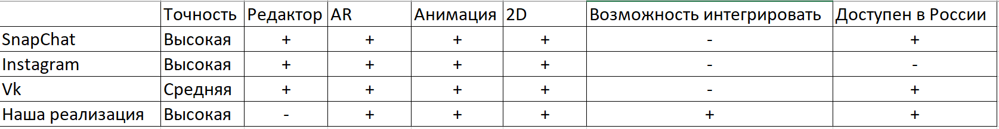 Точность Редактор AR Анимация 2D Возможность интегрировать Доступен в России
SnapChat Высокая + + + + - +
Instagram Высокая + + + + - -
Vk Средняя + + + + - +
Наша реализация Высокая - + + + + +